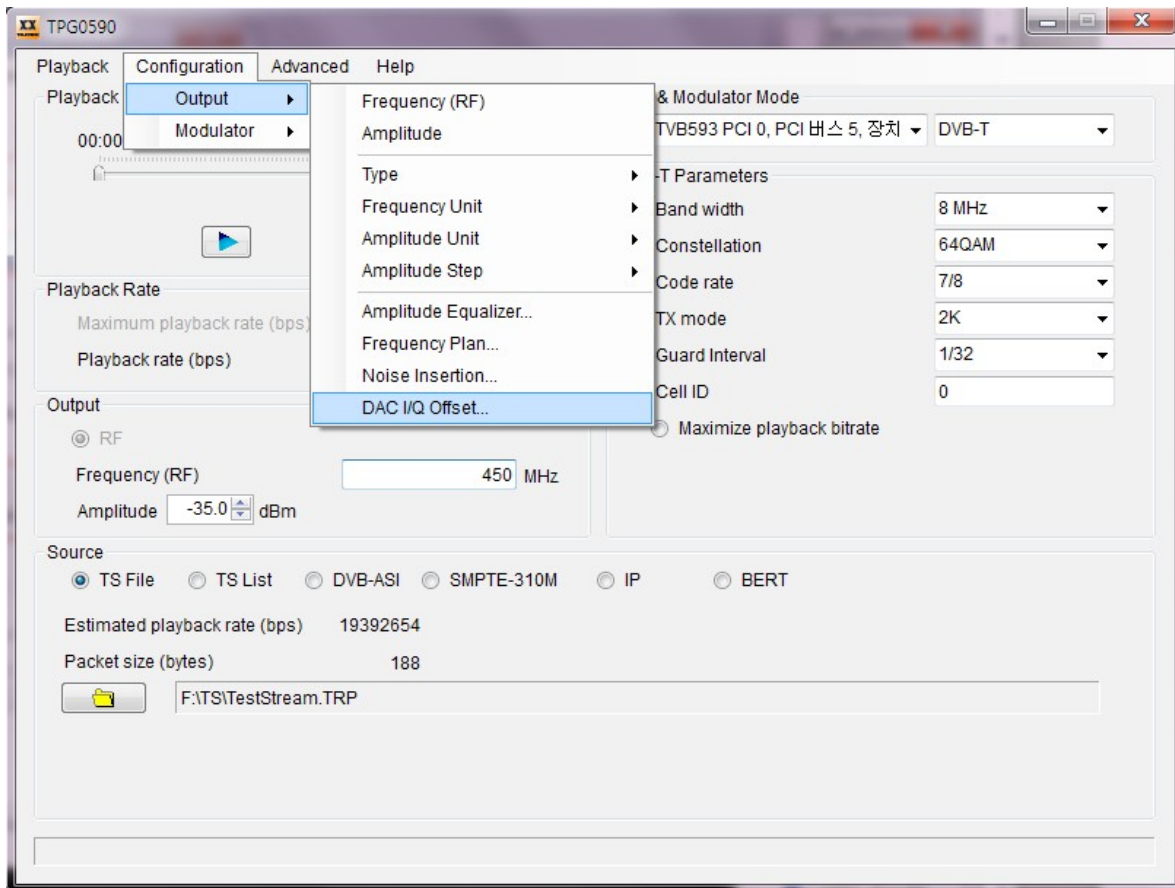 TPG0590
Playback Configuration Advanced Help
Output
Modulator
Frequency (RF)
Amplitude
Type
Frequency Unit
Amplitude Unit
Amplitude Step
Amplitude Equalizer...
Frequency Plan...
Noise Insertion...
DAC I/Q Offset...
Playback
00:00
Playback Rate
Maximum playback rate (bps)
Playback rate (bps)
Output
RF
Frequency (RF) 450 MHz
Amplitude -35.0 dBm
& Modulator Mode
TVB593 PCI 0, PCI 버스 5, 장치 DVB-T
-T Parameters
Band width 8 MHz
Constellation 64QAM
Code rate 7/8
TX mode 2K
Guard Interval 1/32
Cell ID 0
Maximize playback bitrate
Source
TS File TS List DVB-ASI SMPTE-310M IP BERT
Estimated playback rate (bps) 19392654
Packet size (bytes) 188
F:\TS\TestStream.TRP